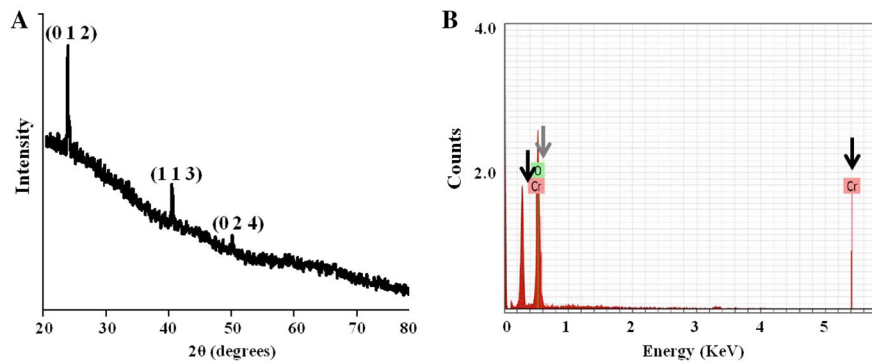 A
(0 1 2)
(1 1 3)
(0 2 4)
Intensity
20 30 40 50 60 70 80
2θ (degrees)
B
4.0
2.0
Counts
O
Cr
Cr
0 1 2 3 4 5
Energy (KeV)